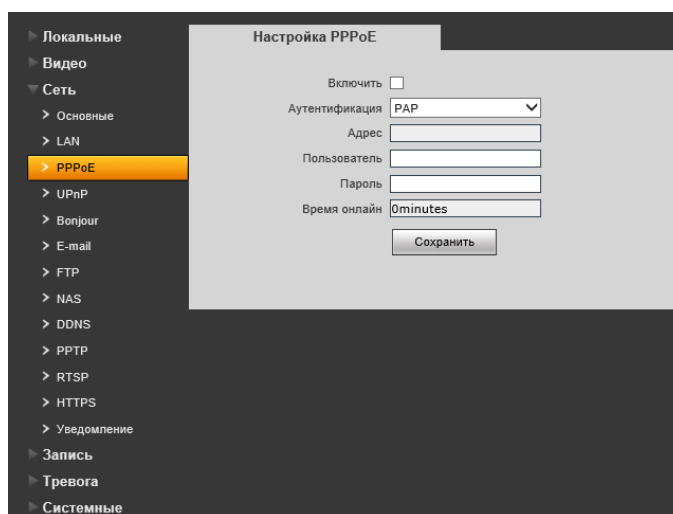 Локальные
Видео
Сеть
Основные
LAN
PPPoE
UPnP
Bonjour
E-mail
FTP
NAS
DDNS
PPTP
RTSP
HTTPS
Уведомление
Запись
Тревога
Системные
Настройка PPPoE
Включить
Аутентификация PAP
Адрес
Пользователь
Пароль
Время онлайн 0minutes
Сохранить